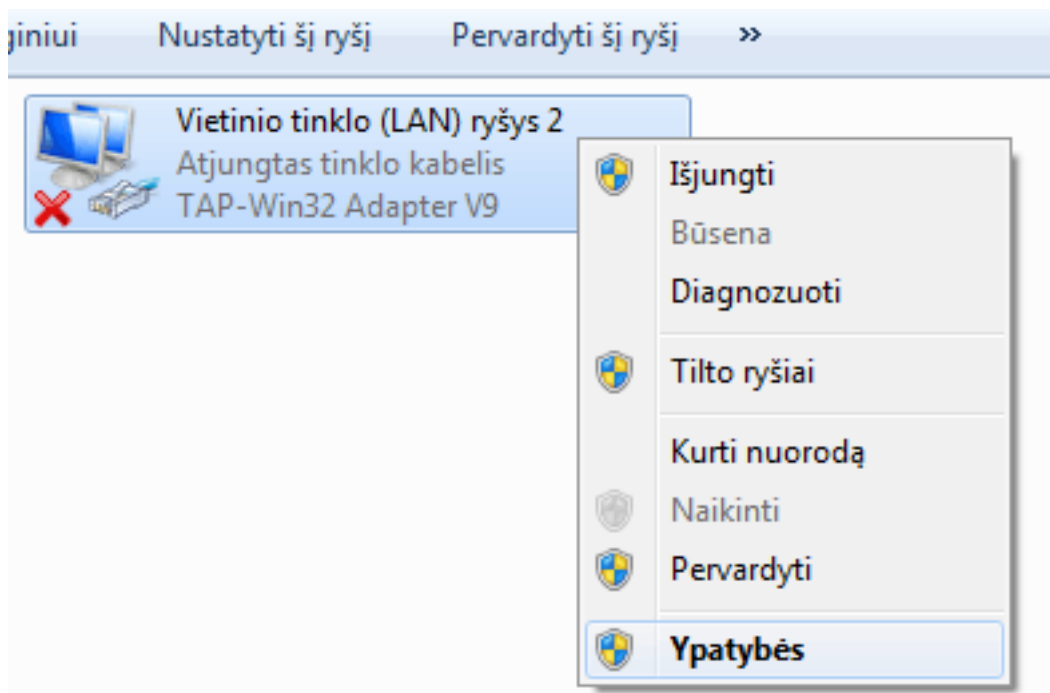 Nustatyti šį ryšį Pervardyti šį ryšį »
Vietinio tinklo (LAN) ryšys 2
Atjungtas tinklo kabelis
TAP-Win32 Adapter V9
Išjungti
Būsena
Diagnozuoti
Tilto ryšiai
Kurti nuorodą
Naikinti
Pervardyti
Ypatybės